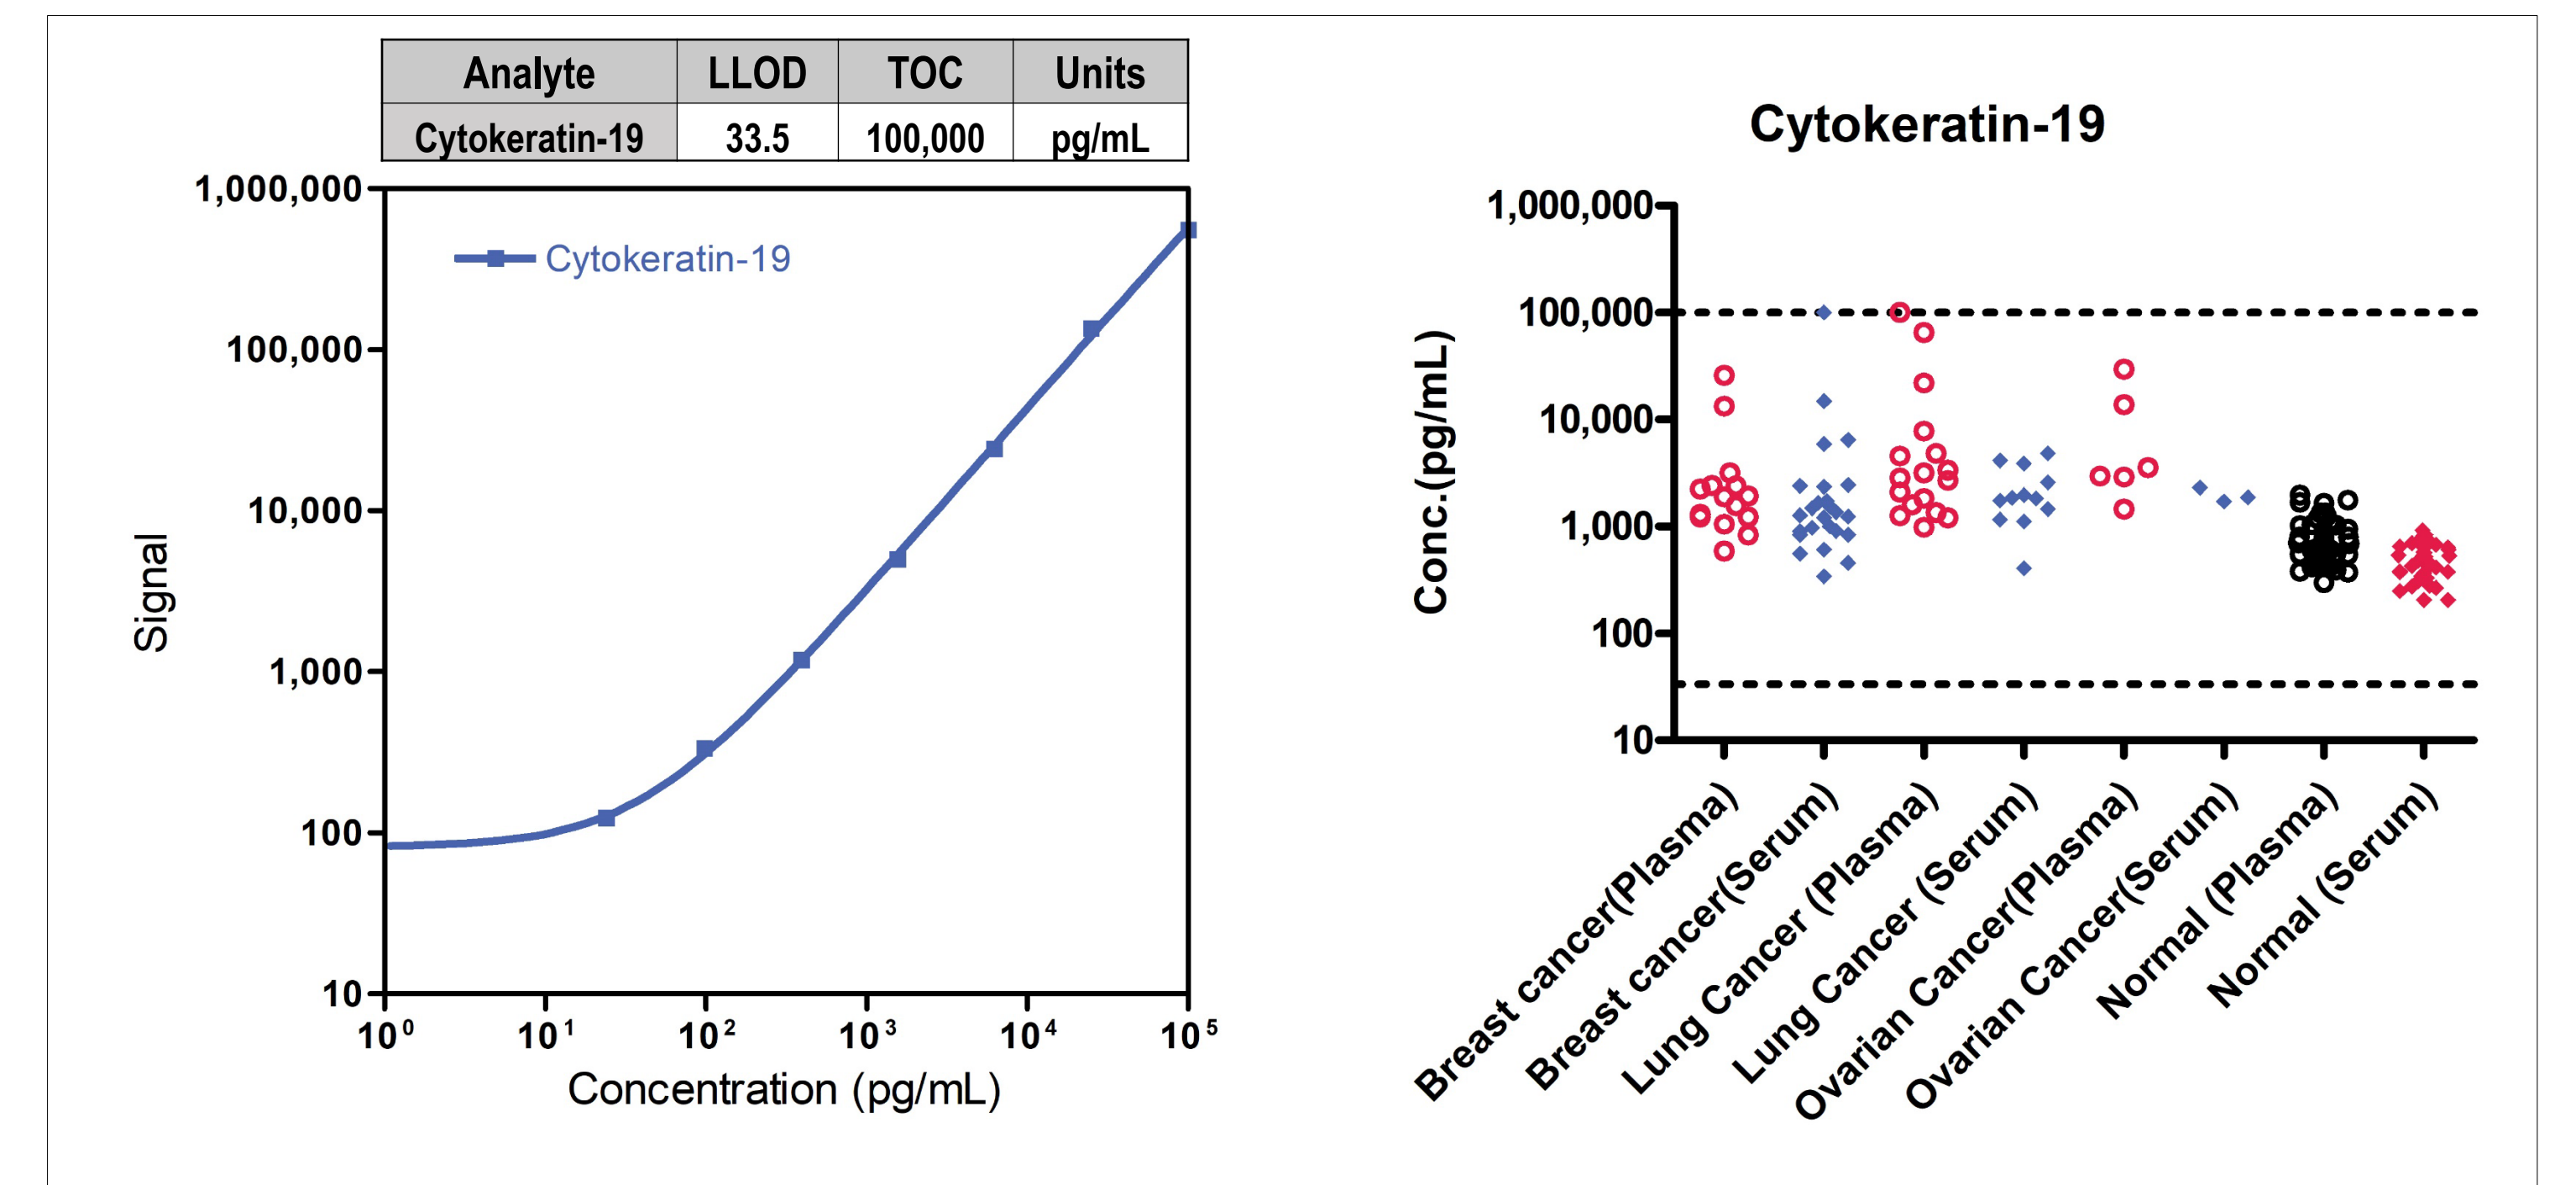 Analyte LLOD TOC Units
Cytokeratin-19 33.5 100,000 pg/mL
1,000,000
100,000
10,000
1,000
100
10
Signal
Cytokeratin-19
10⁰ 10¹ 10² 10³ 10⁴ 10⁵
Concentration (pg/mL)
Cytokeratin-19
1,000,000
100,000
10,000
1,000
100
10
Conc.(pg/mL)
Breast cancer(Plasma)
Breast cancer(Serum)
Lung Cancer (Plasma)
Lung Cancer (Serum)
Ovarian Cancer(Plasma)
Ovarian Cancer(Serum)
Normal (Plasma)
Normal (Serum)